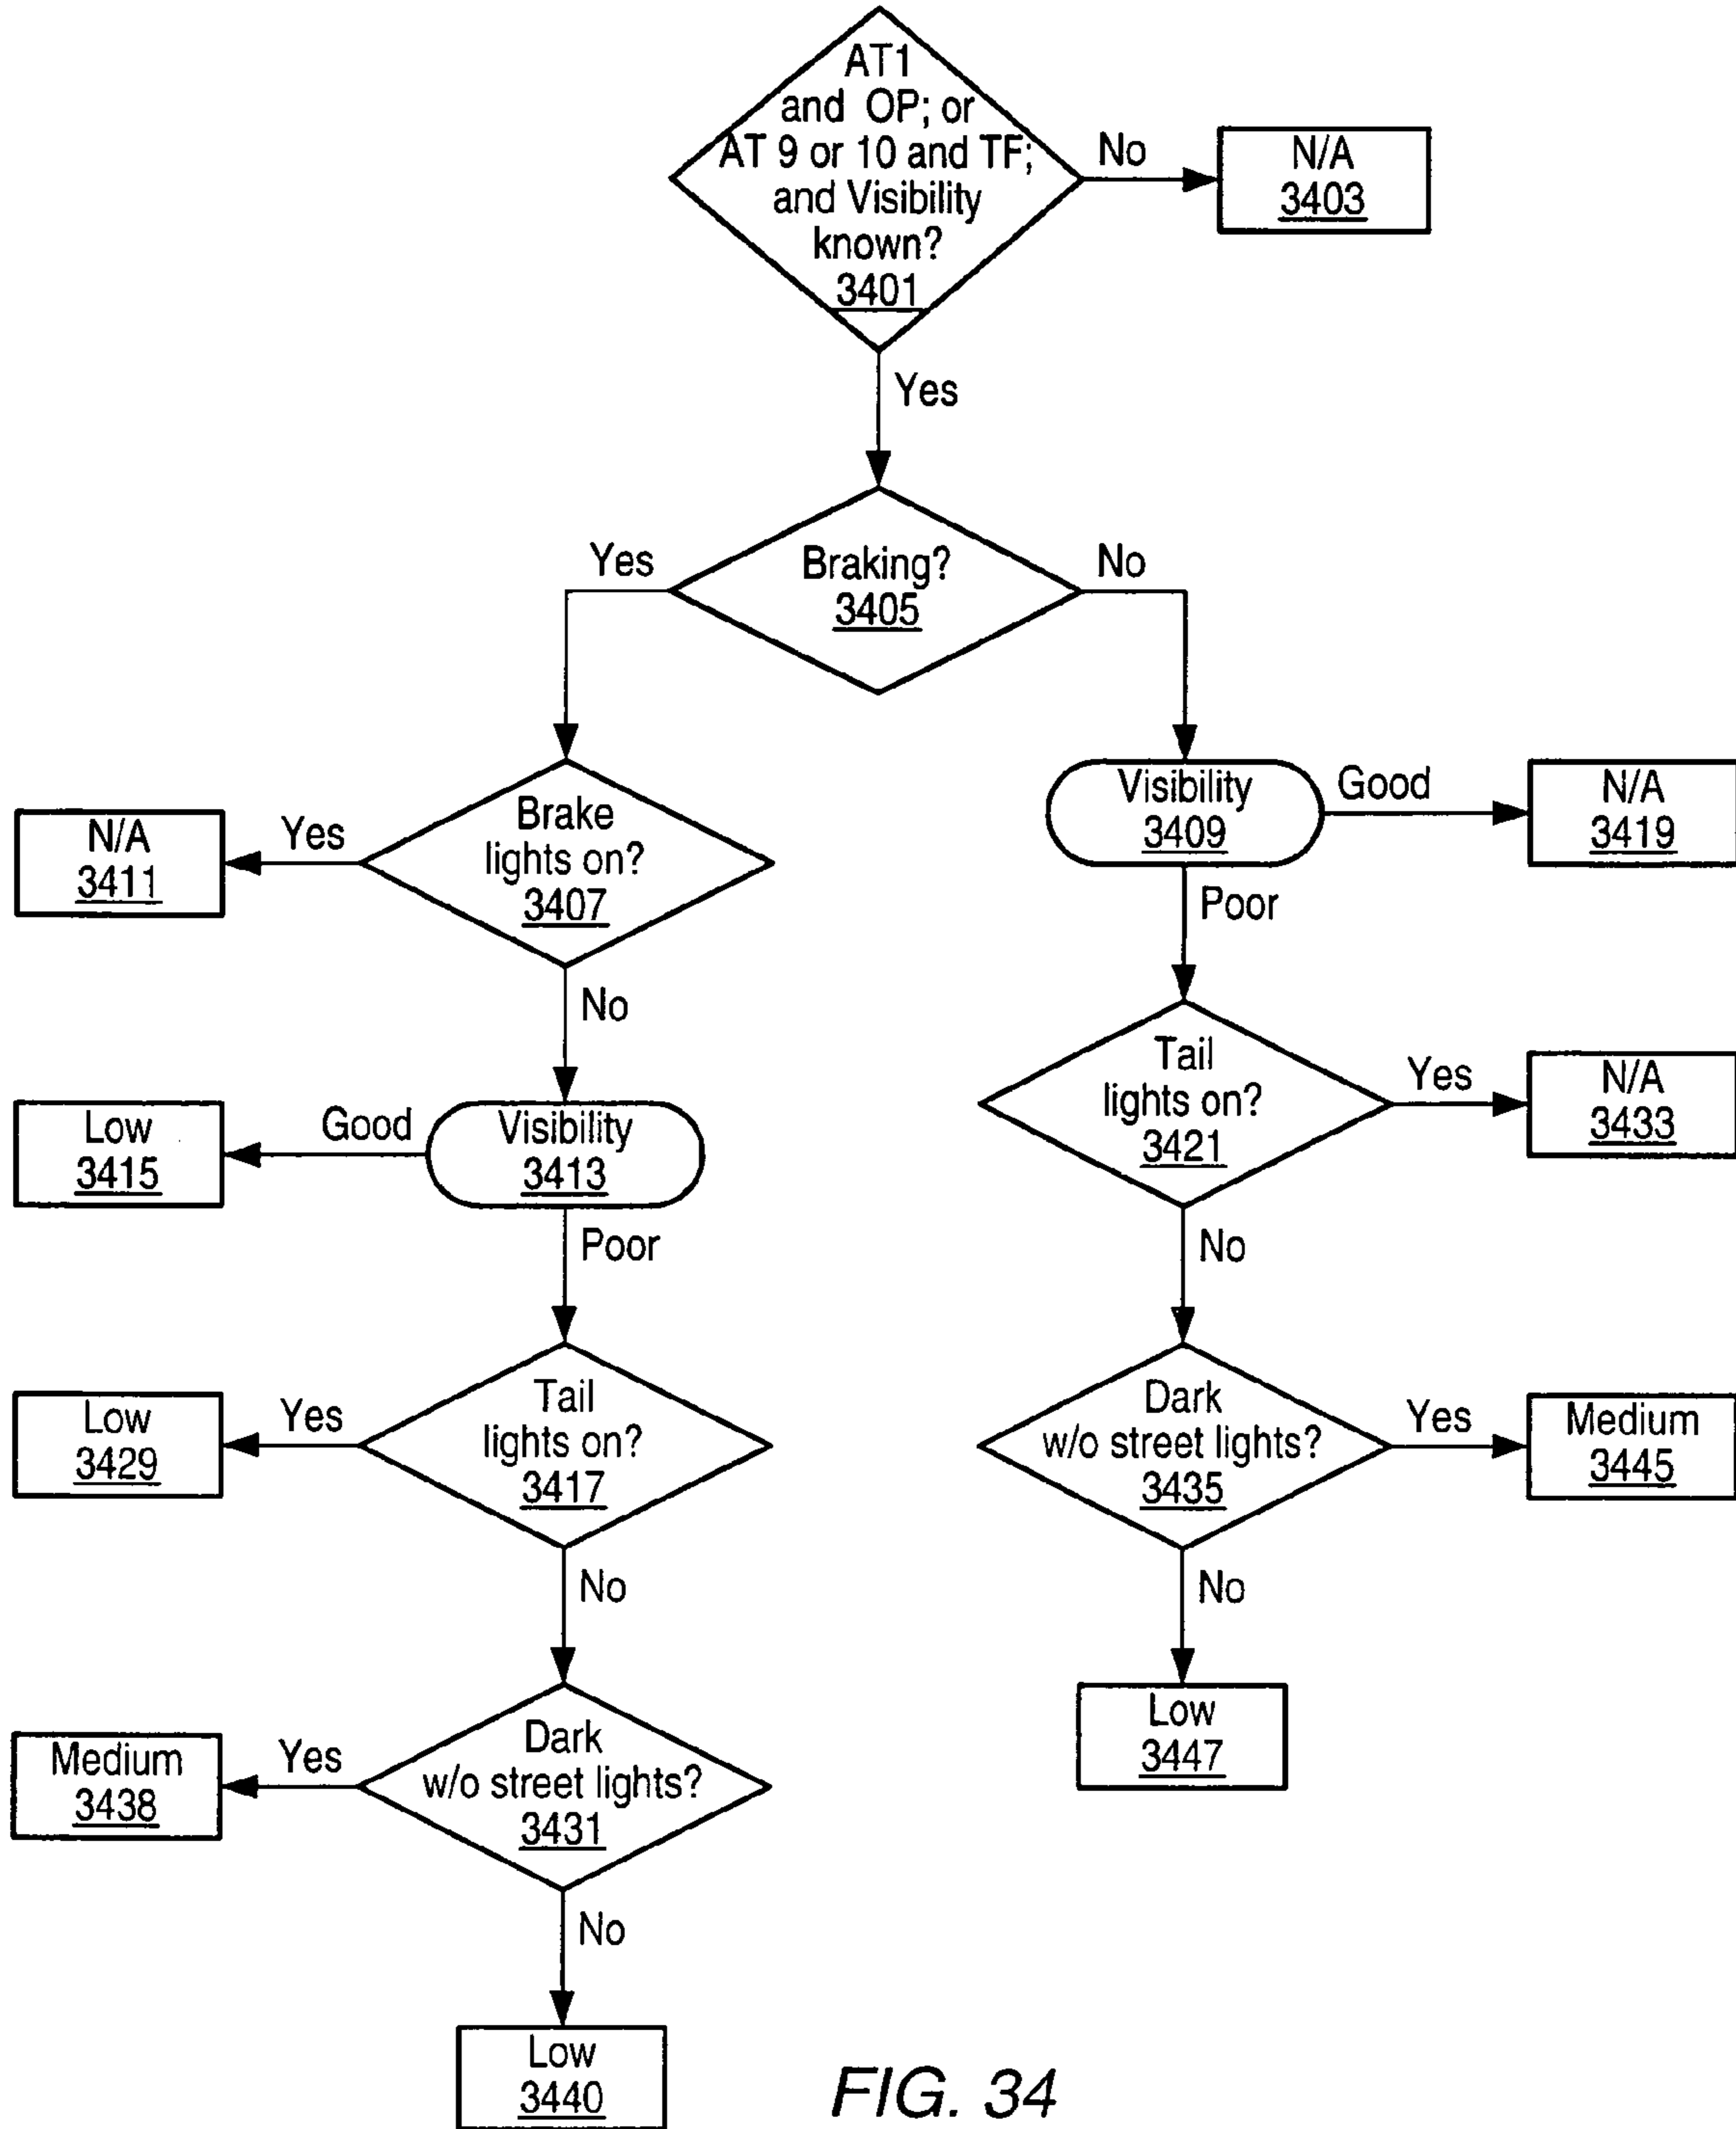 AT1
and OP; or
AT 9 or 10 and TF;
and Visibility
known?
3401
No
N/A
3403
Yes
Braking?
3405
Yes
No
Brake
lights on?
3407
Yes
N/A
3411
Visibility
3409
Good
N/A
3419
Poor
No
Visibility
3413
Good
Low
3415
Tail
lights on?
3421
Yes
N/A
3433
Poor
No
Tail
lights on?
3417
Yes
Low
3429
Dark
w/o street lights?
3435
Yes
Medium
3445
No
No
Dark
w/o street lights?
3431
Yes
Medium
3438
Low
3447
No
Low
3440
FIG. 34